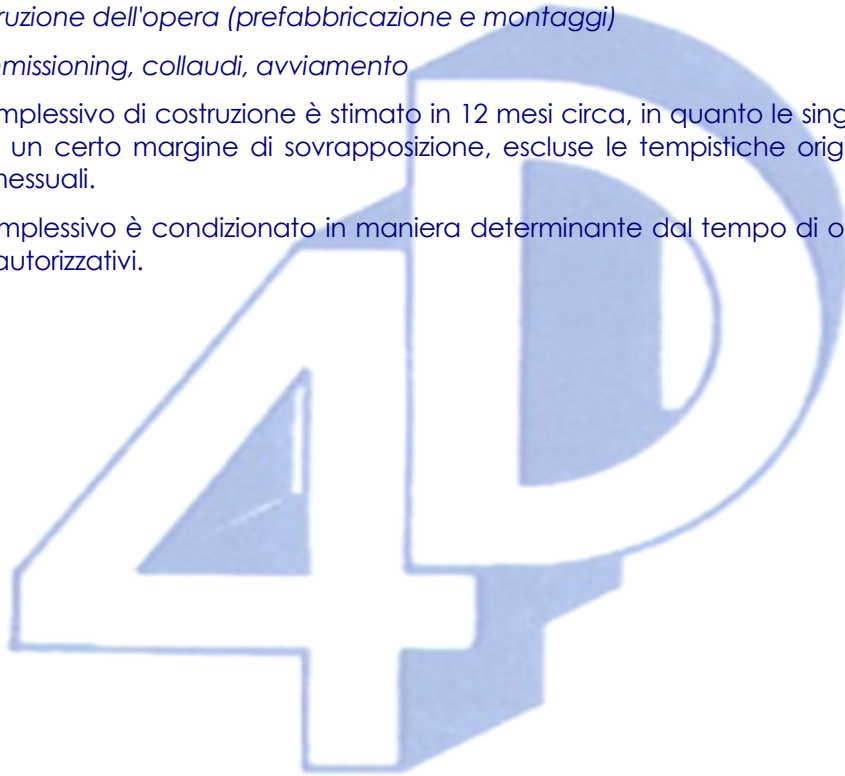 ruzione dell'opera (prefabbricazione e montaggi)
missioning, collaudi, avviamento
mplessivo di costruzione è stimato in 12 mesi circa, in quanto le sing
un certo margine di sovrapposizione, escluse le tempistiche orig
nessuali.
mplessivo è condizionato in maniera determinante dal tempo di o
autorizzativi.
4D